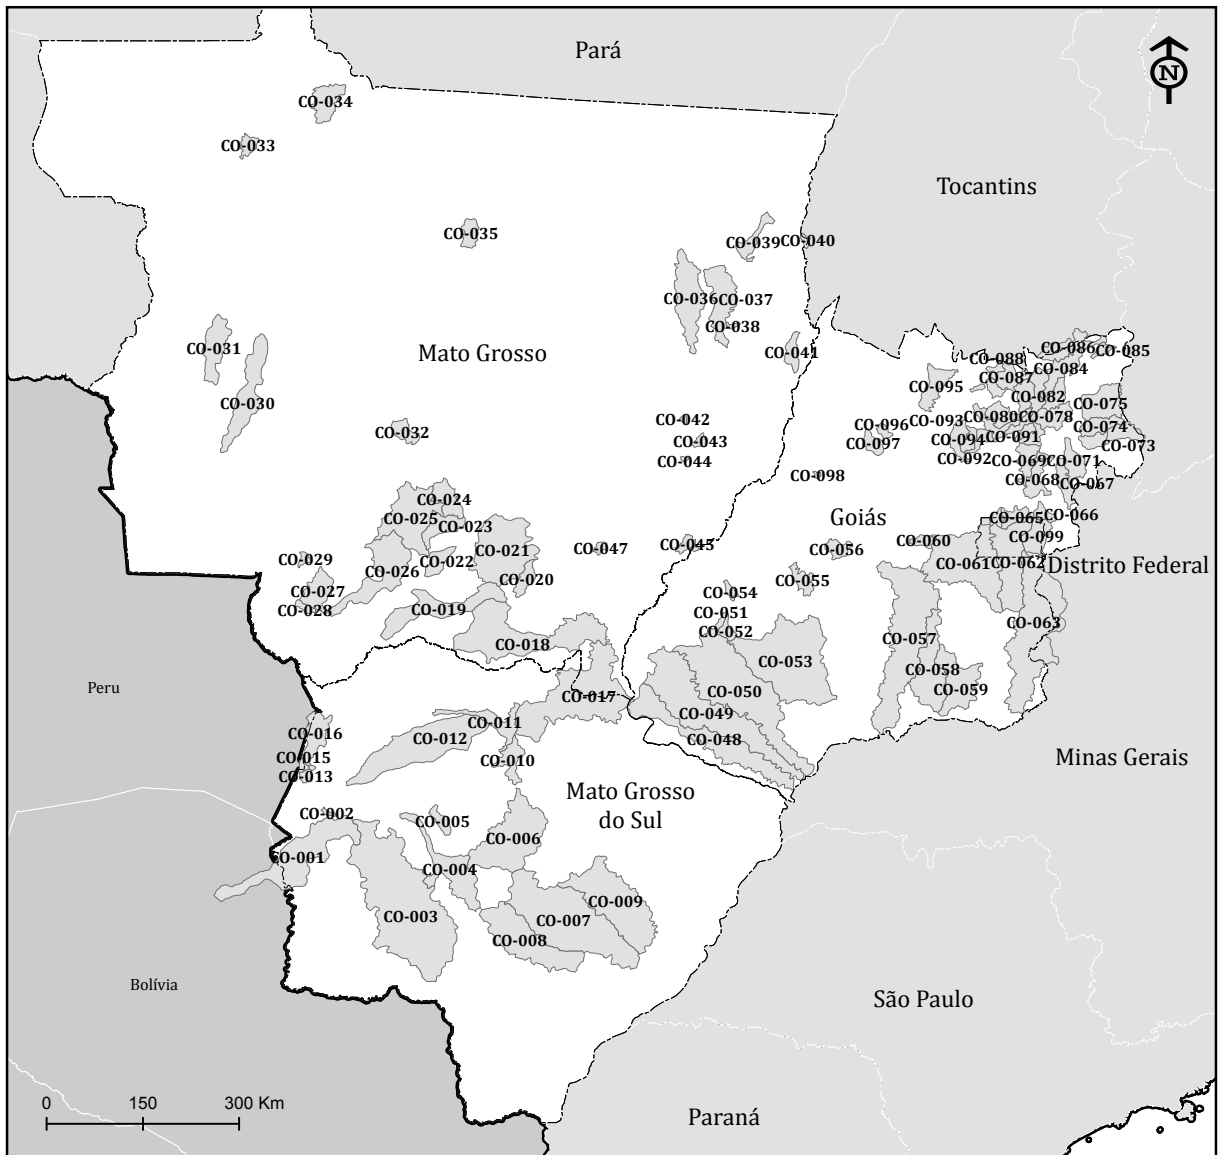 Pará
N
CO-034
CO-033
Tocantins
CO-035
CO-039
CO-040
CO-036
CO-037
CO-038
CO-031
Mato Grosso
CO-041
CO-088
CO-086
CO-085
CO-084
CO-087
CO-095
CO-082
CO-075
CO-030
CO-042
CO-096
CO-093
CO-080
CO-078
CO-074
CO-032
CO-043
CO-097
CO-094
CO-091
CO-073
CO-044
CO-092
CO-069
CO-071
CO-098
CO-068
CO-067
CO-024
CO-025
CO-023
Goiás
CO-065
CO-066
CO-029
CO-022
CO-021
CO-047
CO-045
CO-056
CO-060
CO-099
CO-026
CO-061
CO-062
Distrito Federal
CO-027
CO-020
CO-055
CO-054
CO-028
CO-019
CO-051
CO-052
CO-063
CO-018
CO-057
CO-053
CO-058
Peru
CO-017
CO-050
CO-059
CO-016
CO-011
CO-012
CO-049
CO-048
CO-015
CO-013
CO-010
Minas Gerais
Mato Grosso
do Sul
CO-002
CO-005
CO-006
CO-001
CO-004
CO-009
CO-003
CO-007
CO-008
Bolívia
São Paulo
0 150 300 Km
Paraná